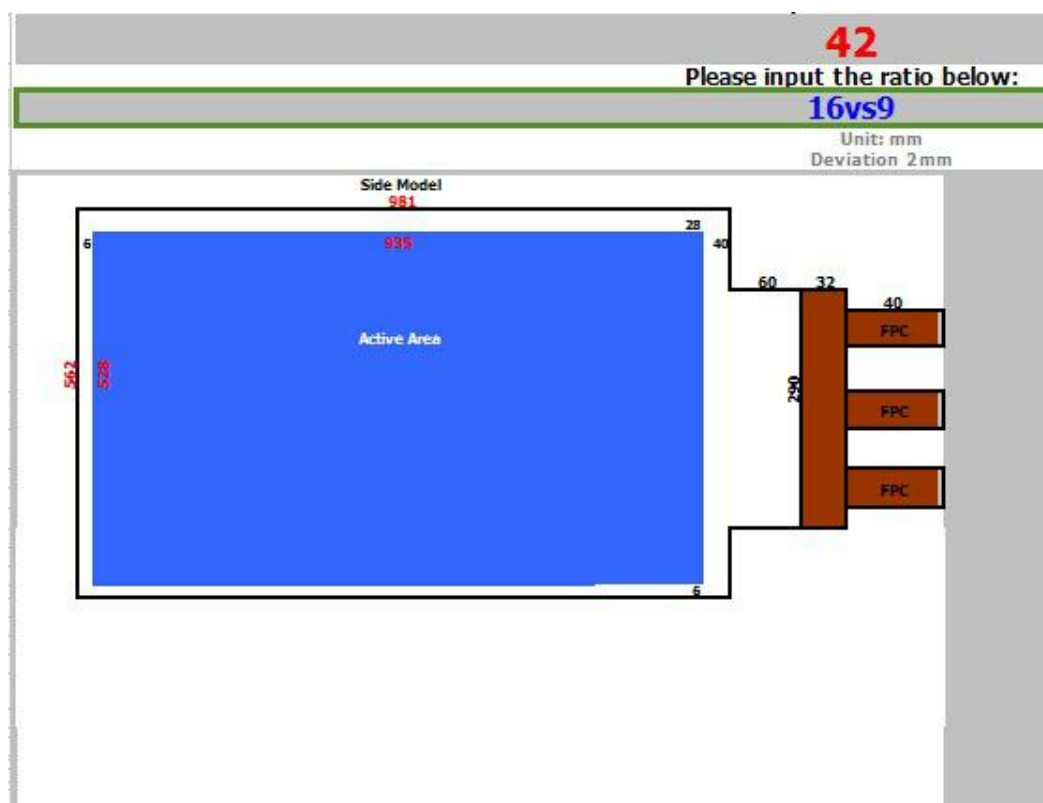 42
Please input the ratio below:
16vs9
Unit: mm
Deviation 2mm
Side Model
981
28
6
935
40
60
32
40
FPC
Active Area
562
528
290
FPC
FPC
6